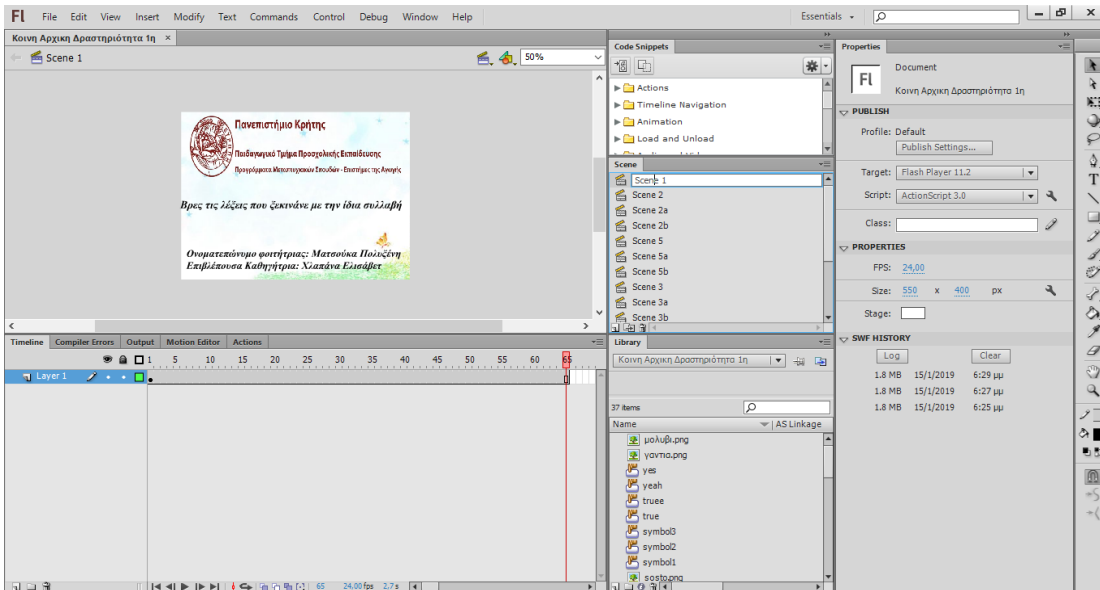 Fl File Edit View Insert Modify Text Commands Control Debug Window Help Essentials
Κοινη Αρχικη Δραστηριότητα 1η ×
Scene 1 50%
Πανεπιστήμιο Κρήτης
Παιδαγωγικό Τμήμα Προσχολικής Εκπαίδευσης
Προγράμματα Μεταπτυχιακών Σπουδών - Επιστήμες της Αγωγής
Βρες τις λέξεις που ξεκινάνε με την ίδια συλλαβή
Ονοματεπώνυμο φοιτήτριας: Ματσούκα Πολυξένη
Επιβλέπουσα Καθηγήτρια: Χλαπάνα Ελισάβετ
Timeline Compiler Errors Output Motion Editor Actions
1 5 10 15 20 25 30 35 40 45 50 55 60 65
Layer 1
65 24,00 fps 2.7 s
Code Snippets
Actions
Timeline Navigation
Animation
Load and Unload
Scene
Scene 1
Scene 2
Scene 2a
Scene 2b
Scene 5
Scene 5a
Scene 5b
Scene 3
Scene 3a
Scene 3b
Library
Κοινη Αρχικη Δραστηριότητα 1η
37 items
Name AS Linkage
μολυβι.png
γαντια.png
yes
yeah
truee
true
symbol3
symbol2
symbol1
sosto.png
Properties
Fl Document
Κοινη Αρχικη Δραστηριότητα 1η
PUBLISH
Profile: Default
Publish Settings...
Target: Flash Player 11.2
Script: ActionScript 3.0
Class:
PROPERTIES
FPS: 24,00
Size: 550 x 400 px
Stage:
SWF HISTORY
Log Clear
1.8 MB 15/1/2019 6:29 μμ
1.8 MB 15/1/2019 6:27 μμ
1.8 MB 15/1/2019 6:25 μμ